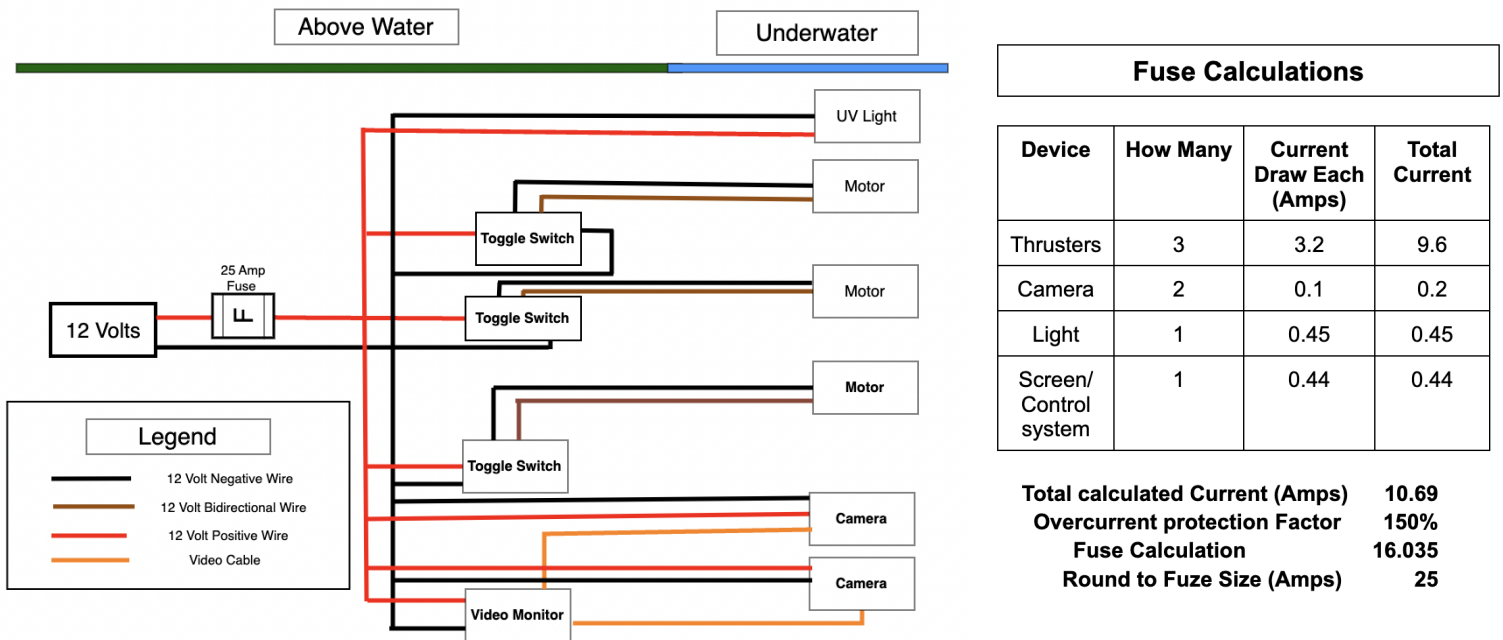 Above Water
Underwater
UV Light
Motor
Toggle Switch
Motor
25 Amp
Fuse
F
12 Volts
Toggle Switch
Motor
Toggle Switch
Camera
Camera
Video Monitor
Legend
12 Volt Negative Wire
12 Volt Bidirectional Wire
12 Volt Positive Wire
Video Cable
Fuse Calculations
Device How Many Current Draw Each (Amps) Total Current
Thrusters 3 3.2 9.6
Camera 2 0.1 0.2
Light 1 0.45 0.45
Screen/ Control system 1 0.44 0.44
Total calculated Current (Amps) 10.69
Overcurrent protection Factor 150%
Fuse Calculation 16.035
Round to Fuze Size (Amps) 25